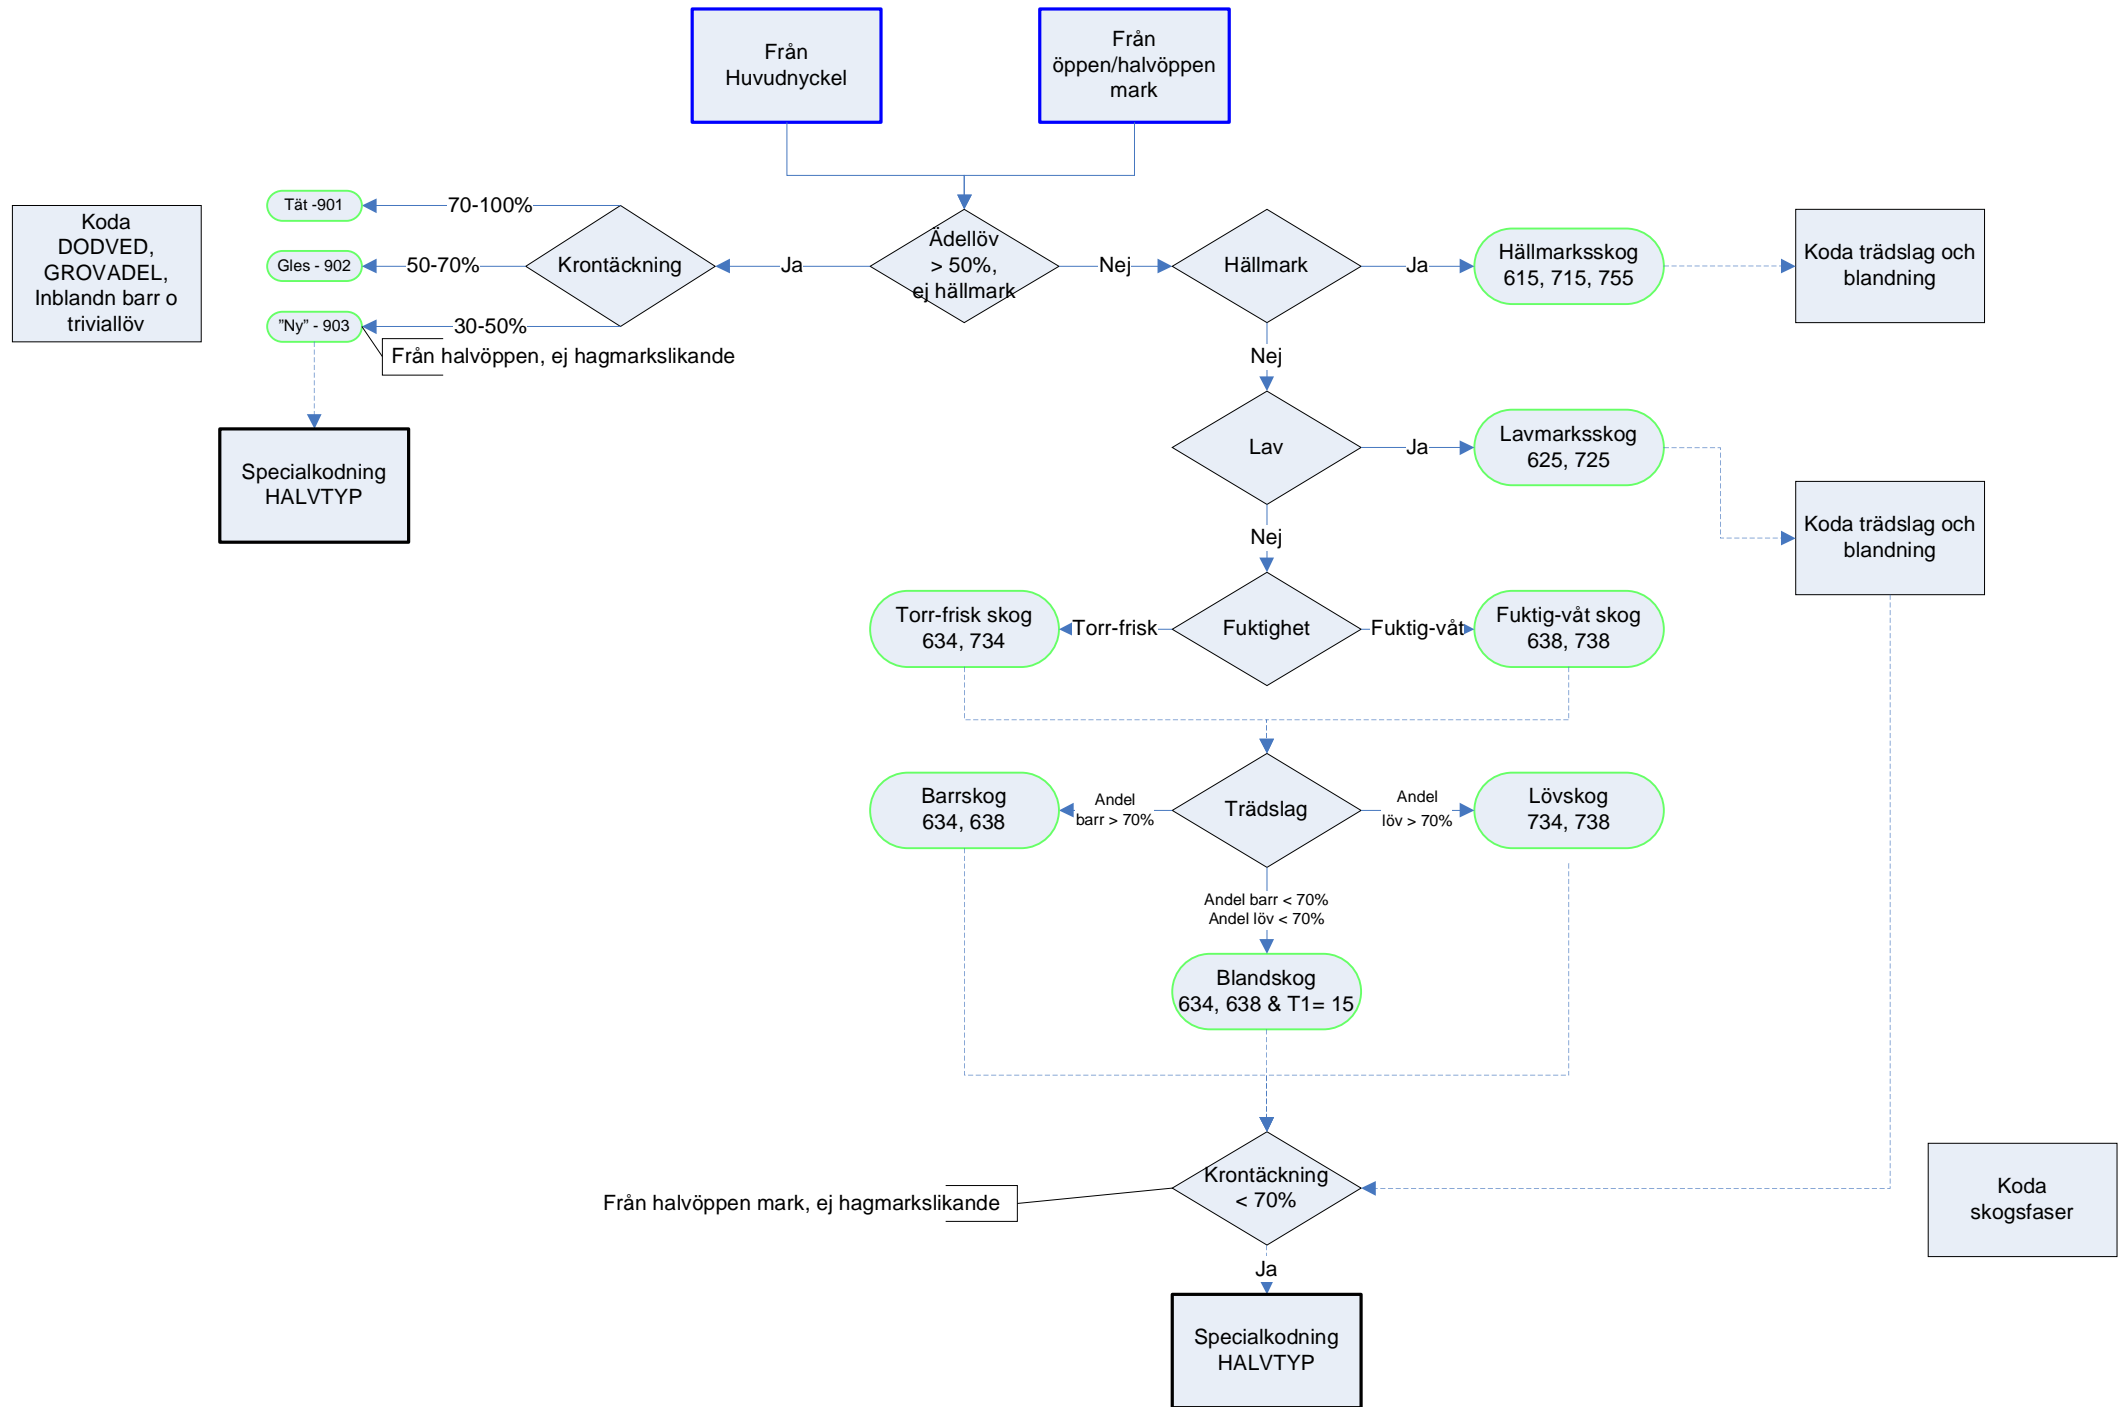 Från
Huvudnyckel
Från
öppen/halvöppen
mark
Koda
DODVED,
GROVADEL,
Inblandn barr o
triviallöv
Tät -901
70-100%
Gles - 902
50-70%
"Ny" - 903
30-50%
Krontäckning
Ja
Ädellöv
> 50%,
ej hällmark
Nej
Hällmark
Ja
Hällmarksskog
615, 715, 755
Koda trädslag och
blandning
Från halvöppen, ej hagmarkslikande
Nej
Specialkodning
HALVTYP
Lav
Ja
Lavmarksskog
625, 725
Koda trädslag och
blandning
Nej
Torr-frisk skog
634, 734
Torr-frisk
Fuktighet
Fuktig-våt
Fuktig-våt skog
638, 738
Barrskog
634, 638
Andel
barr > 70%
Trädslag
Andel
löv > 70%
Lövskog
734, 738
Andel barr < 70%
Andel löv < 70%
Blandskog
634, 638 & T1= 15
Från halvöppen mark, ej hagmarkslikande
Krontäckning
< 70%
Koda
skogsfaser
Ja
Specialkodning
HALVTYP